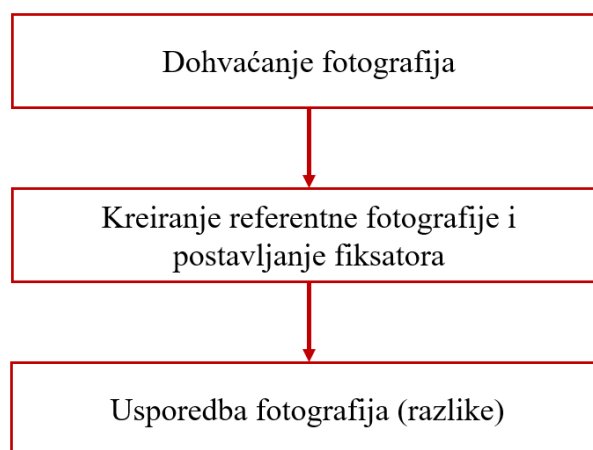 Dohvaćanje fotografija
Kreiranje referentne fotografije i
postavljanje fiksatora
Usporedba fotografija (razlike)